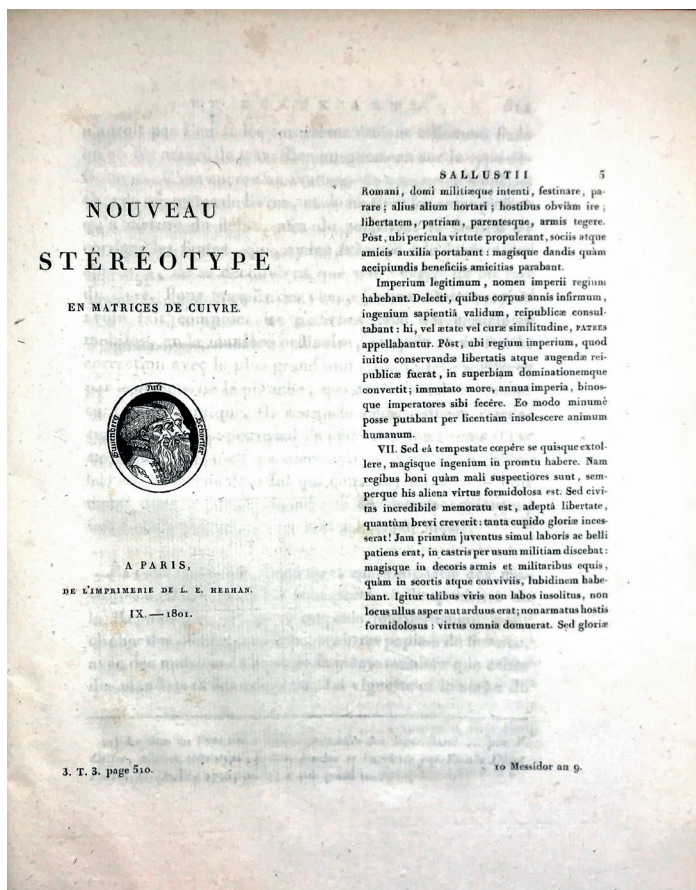 NOUVEAU
STÉRÉOTYPE
EN MATRICES DE CUIVRE.
Gutenberg
Fust
Schoeffer
A PARIS,
DE L'IMPRIMERIE DE L. E. HERHAN.
IX. — 1801.
SALLUSTII 5
Romani, domi militiæque intenti, festinare, pa-
rare; alius alium hortari; hostibus obviàm ire;
libertatem, patriam, parentesque, armis tegere.
Pòst, ubi pericula virtute propulerant, sociis atque
amicis auxilia portabant: magisque dandis quàm
accipiundis beneficiis amicitias parabant.
Imperium legitimum, nomen imperii regium
habebant. Delecti, quibus corpus annis infirmum,
ingenium sapientiâ validum, reipublicæ consul-
tabant: hi, vel ætate vel curæ similitudine, PATRES
appellabantur. Pòst, ubi regium imperium, quod
initio conservandæ libertatis atque augendæ rei-
publicæ fuerat, in superbiam dominationemque
convertit; immutato more, annua imperia, binos-
que imperatores sibi fecêre. Eo modo minumè
posse putabant per licentiam insolescere animum
humanum.
VII. Sed eâ tempestate cœpêre se quisque extol-
lere, magisque ingenium in promtu habere. Nam
regibus boni quàm mali suspectiores sunt, sem-
perque his aliena virtus formidolosa est. Sed civi-
tas incredibile memoratu est, adeptâ libertate,
quantùm brevi creverit: tanta cupido gloriæ inces-
serat! Jam primùm juventus simul laboris ac belli
patiens erat, in castris per usum militiam discebat:
magisque in decoris armis et militaribus equis,
quàm in scortis atque conviviis, lubidinem habe-
bant. Igitur talibus viris non labos insolitus, non
locus ullus asper aut arduus erat; non armatus hostis
formidolosus: virtus omnia domuerat. Sed gloriæ
3. T. 3. page 510.
10 Messidor an 9.